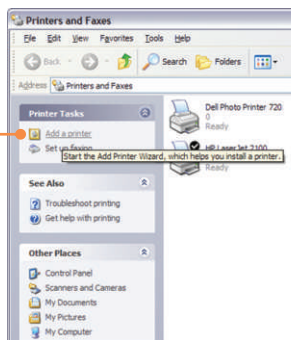 Printers and Faxes
File Edit View Favorites Tools Help
Back Search Folders
Address Printers and Faxes
Printer Tasks
Add a printer
Set up faxing
Start the Add Printer Wizard, which helps you install a printer.
See Also
Troubleshoot printing
Get help with printing
Other Places
Control Panel
Scanners and Cameras
My Documents
My Pictures
My Computer
Dell Photo Printer 720
0
Ready
HP LaserJet 2100
Ready